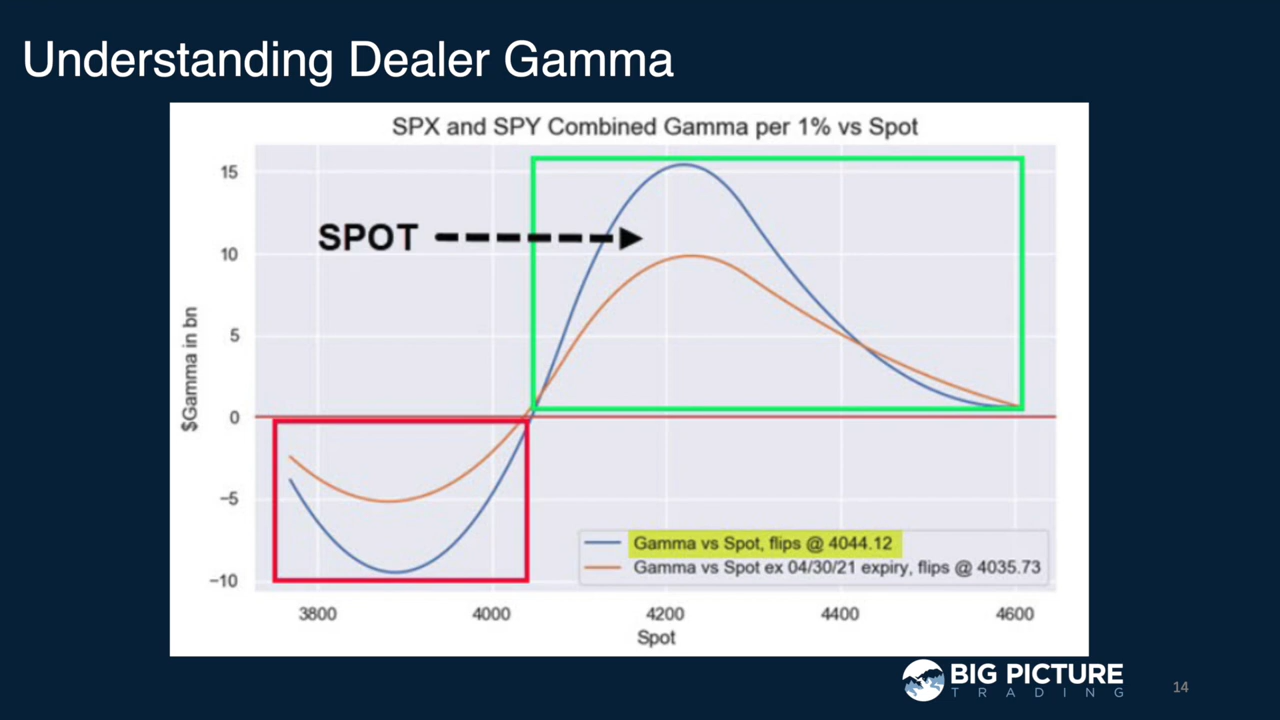 Understanding Dealer Gamma
SPX and SPY Combined Gamma per 1% vs Spot
$Gamma in bn
15
10
5
0
−5
−10
SPOT
Gamma vs Spot, flips @ 4044.12
Gamma vs Spot ex 04/30/21 expiry, flips @ 4035.73
3800 4000 4200 4400 4600
Spot
BIG PICTURE
TRADING
14